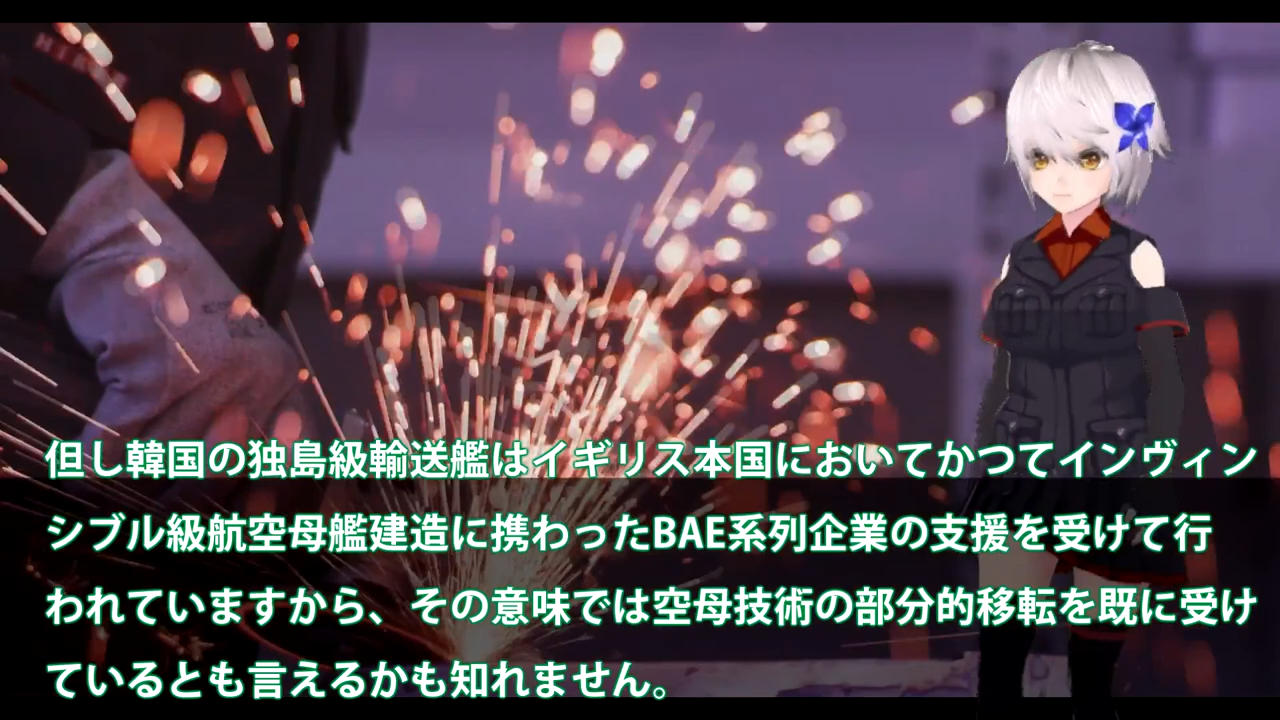 但し韓国の独島級輸送艦はイギリス本国においてかつてインヴィン
シブル級航空母艦建造に携わったBAE系列企業の支援を受けて行
われていますから、その意味では空母技術の部分的移転を既に受け
ているとも言えるかも知れません。